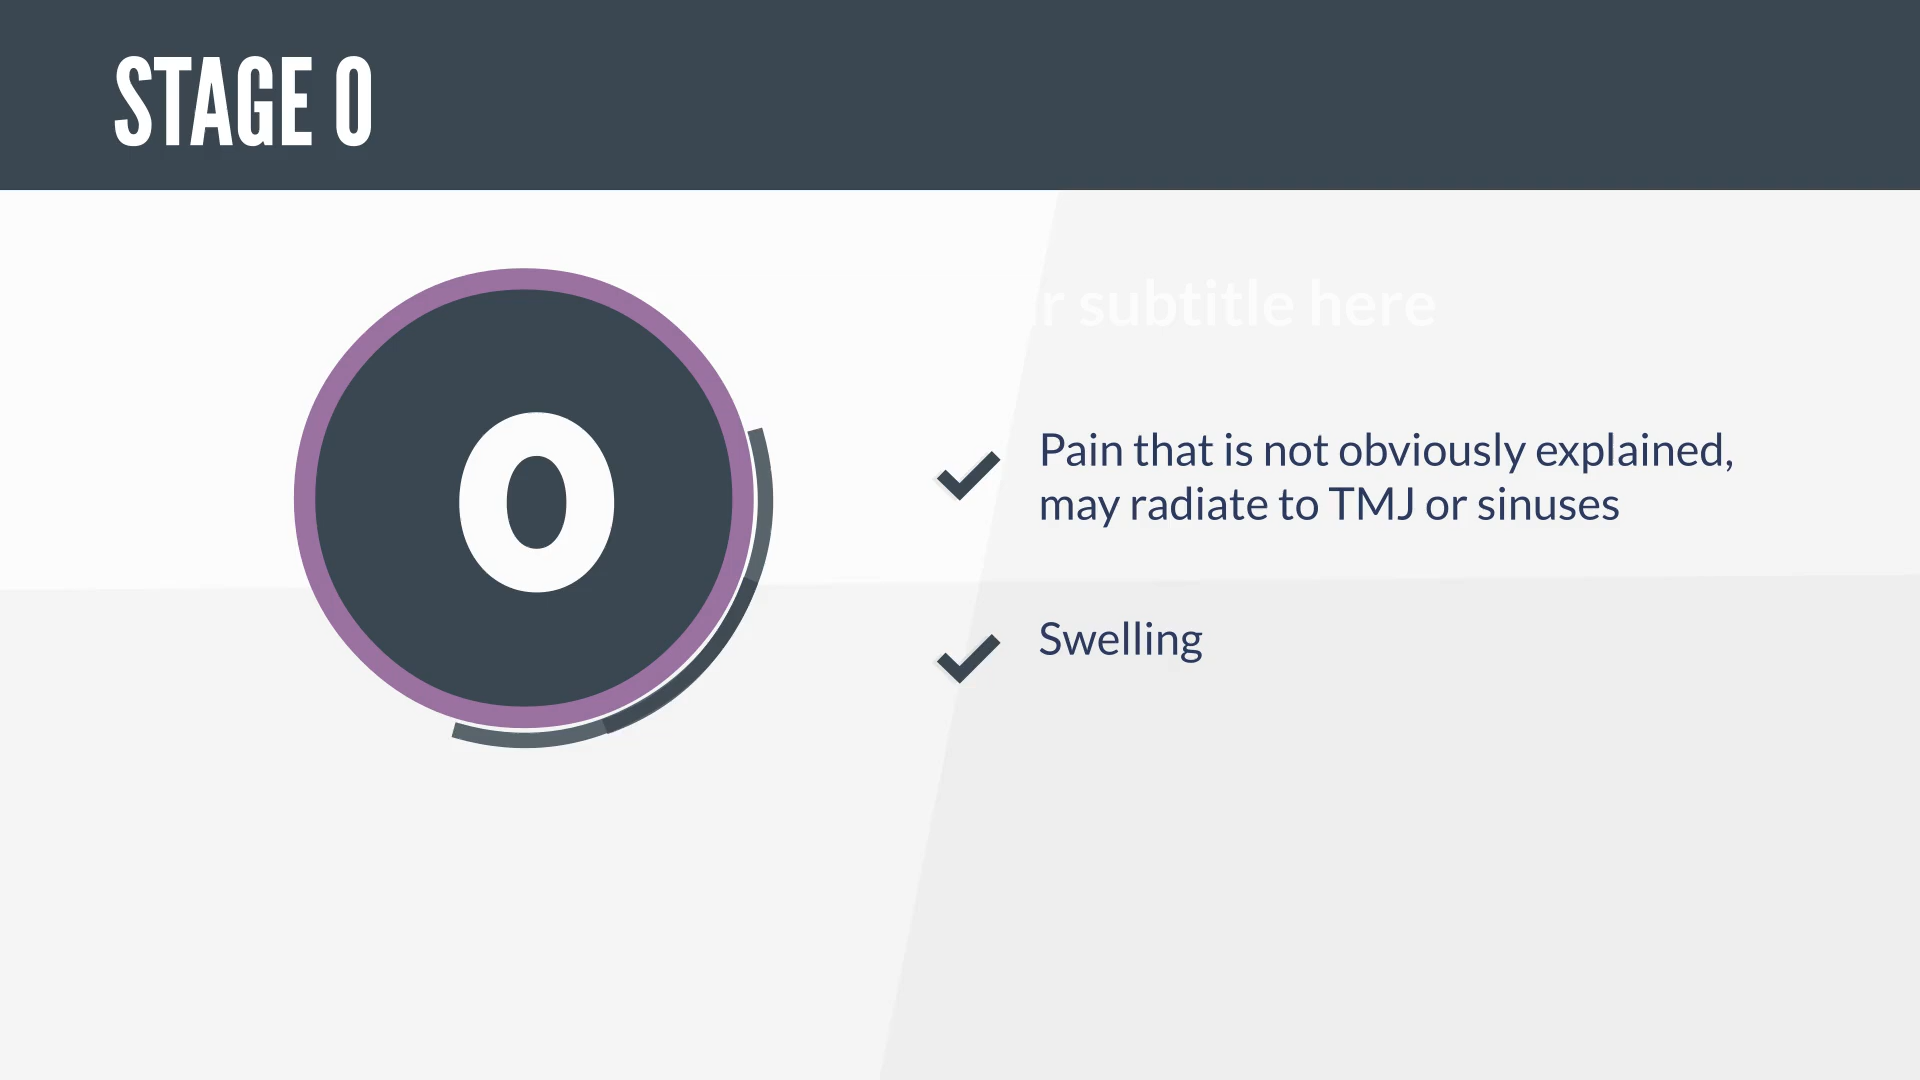 STAGE 0
r subtitle here
0
Pain that is not obviously explained,
may radiate to TMJ or sinuses
Swelling